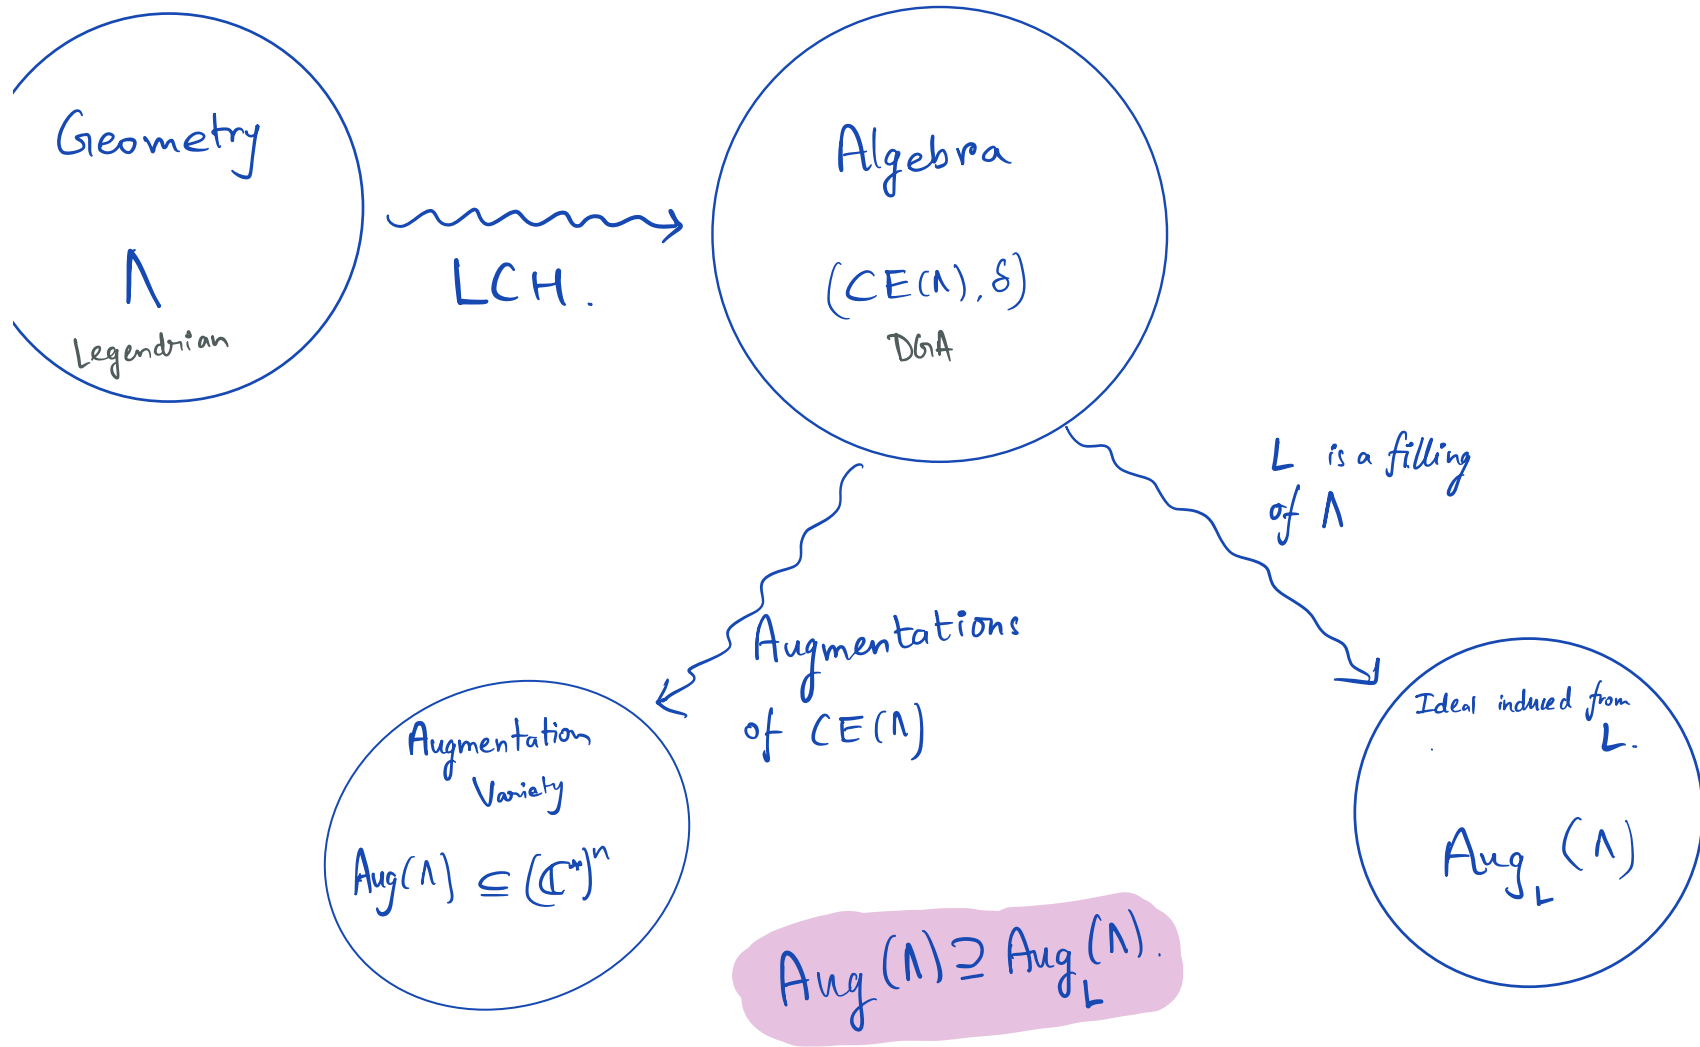 Geometry
Λ
Legendrian
LCH.
Algebra
(CE(Λ), δ)
DGA
L is a filling
of Λ
Augmentations
of CE(Λ)
Augmentation
Variety
Aug(Λ) ⊆ (ℂ*)ⁿ
Ideal induced from
L.
Aug_L (Λ)
Aug (Λ) ⊇ Aug_L (Λ).